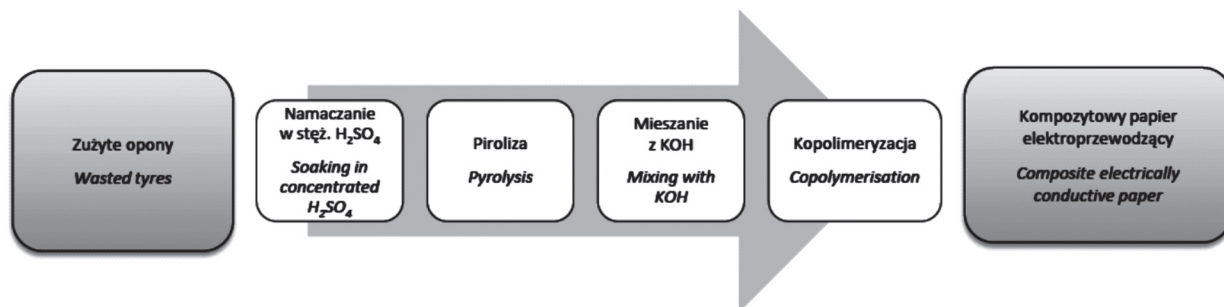 Zużyte opony
Wasted tyres
Namaczanie
w stęż. H₂SO₄
Soaking in
concentrated
H₂SO₄
Piroliza
Pyrolysis
Mieszanie
z KOH
Mixing with
KOH
Kopolimeryzacja
Copolymerisation
Kompozytowy papier
elektroprzewodzący
Composite electrically
conductive paper